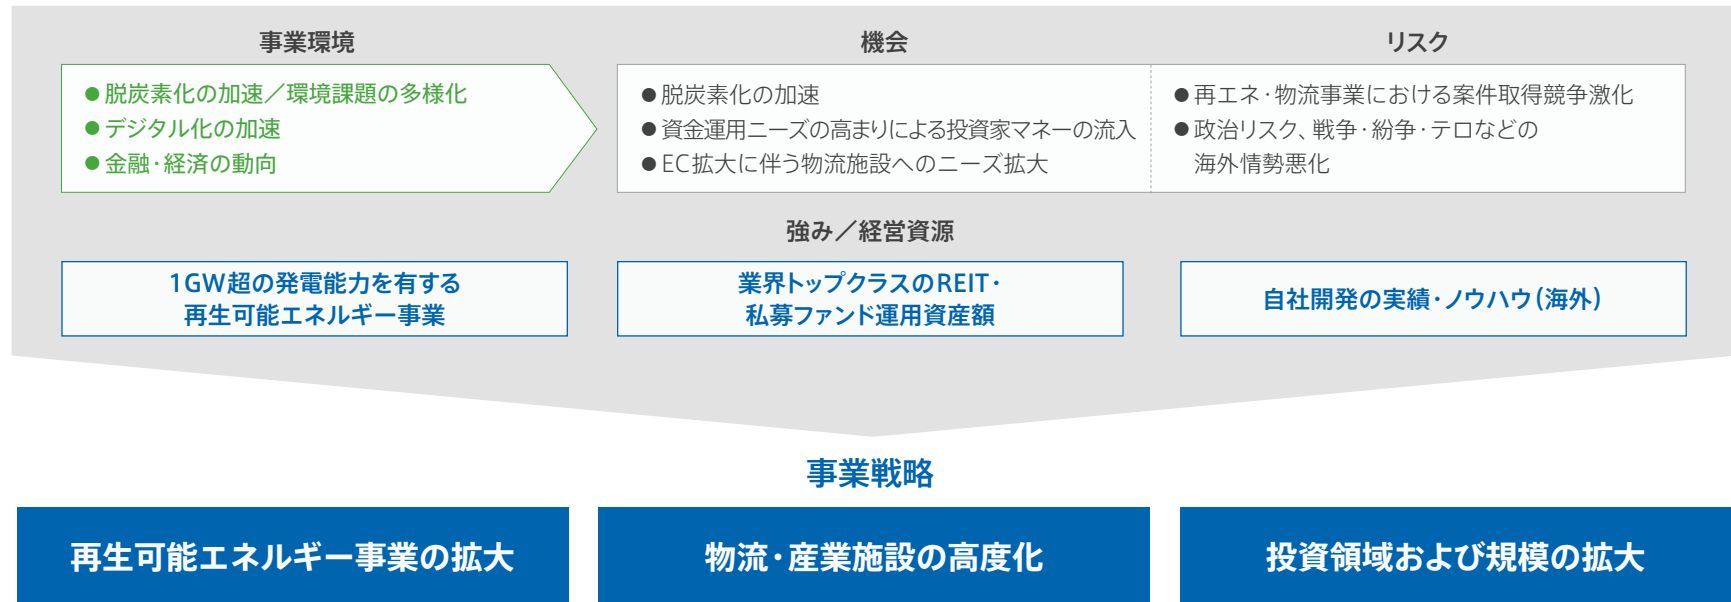 事業環境
●脱炭素化の加速／環境課題の多様化
●デジタル化の加速
●金融・経済の動向
機会
●脱炭素化の加速
●資金運用ニーズの高まりによる投資家マネーの流入
●EC拡大に伴う物流施設へのニーズ拡大
リスク
●再エネ・物流事業における案件取得競争激化
●政治リスク、戦争・紛争・テロなどの
海外情勢悪化
強み／経営資源
1GW超の発電能力を有する
再生可能エネルギー事業
業界トップクラスのREIT・
私募ファンド運用資産額
自社開発の実績・ノウハウ（海外）
事業戦略
再生可能エネルギー事業の拡大
物流・産業施設の高度化
投資領域および規模の拡大